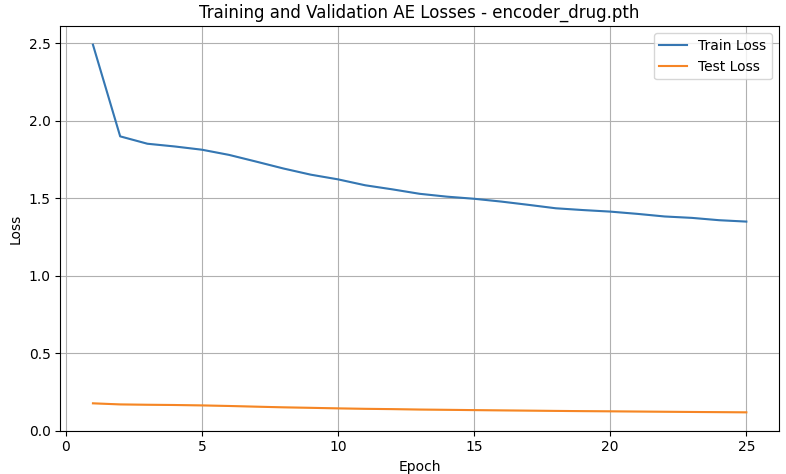 Training and Validation AE Losses - encoder_drug.pth
Train Loss
Test Loss
2.5
2.0
1.5
1.0
0.5
0.0
Loss
0
5
10
15
20
25
Epoch